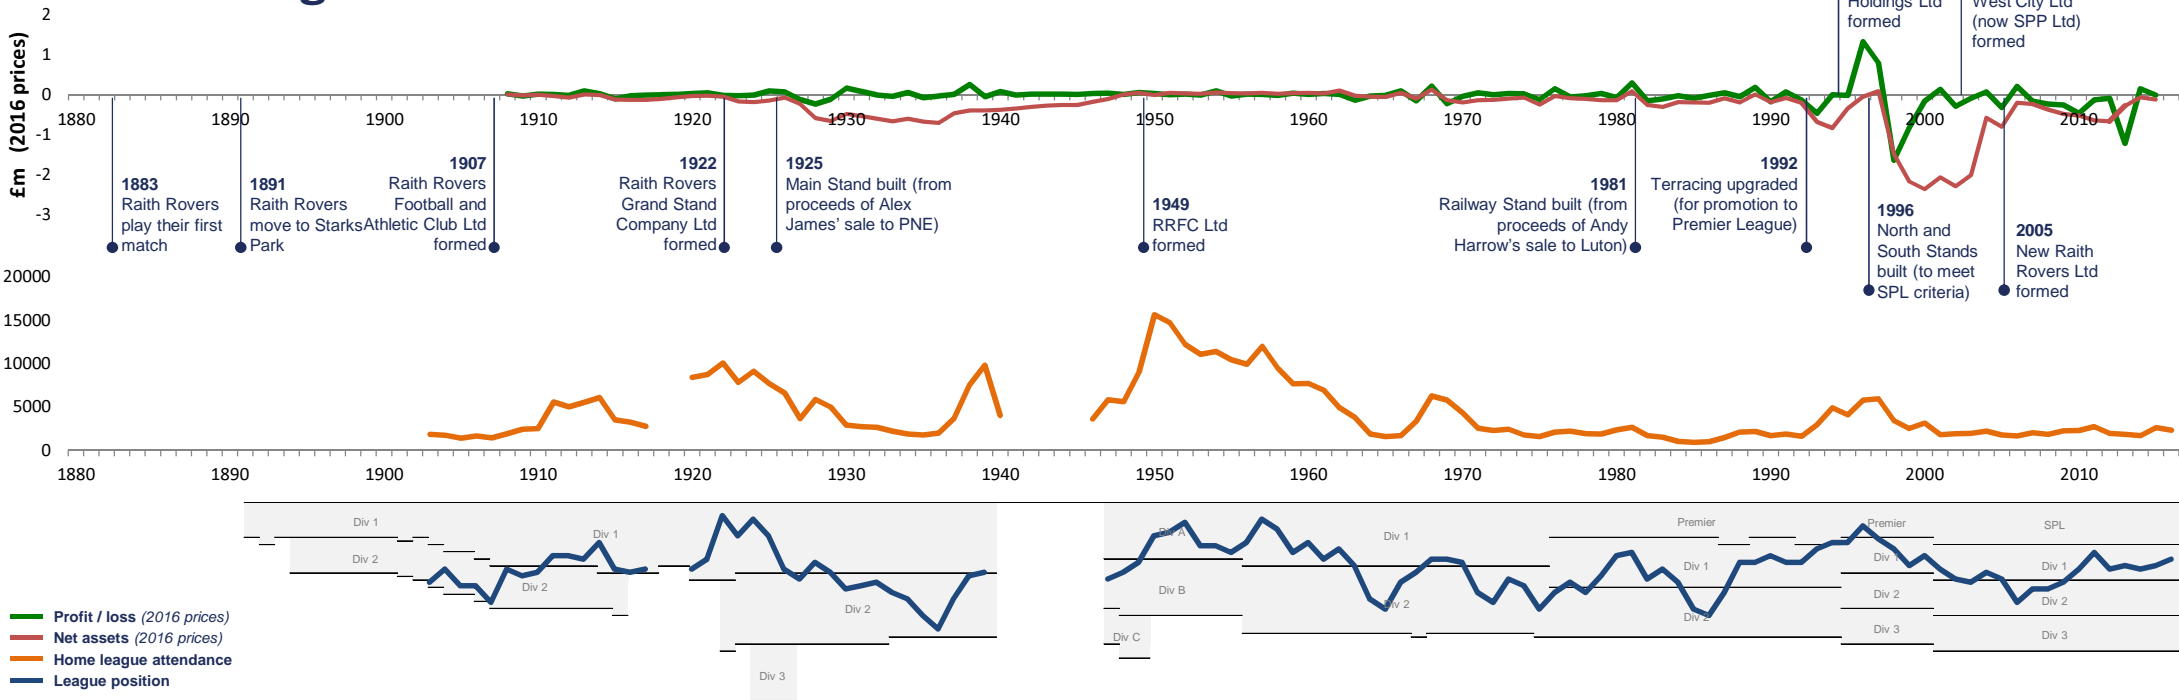 g
2
1
0
-1
-2
-3
£m (2016 prices)
Holdings Ltd
formed
West City Ltd
(now SPP Ltd)
formed
1880
1890
1900
1910
1920
1930
1940
1950
1960
1970
1980
1990
2000
2010
1883
Raith Rovers
play their first
match
1891
Raith Rovers
move to Starks
Park
1907
Raith Rovers
Football and
Athletic Club Ltd
formed
1922
Raith Rovers
Grand Stand
Company Ltd
formed
1925
Main Stand built (from
proceeds of Alex
James' sale to PNE)
1949
RRFC Ltd
formed
1981
Railway Stand built (from
proceeds of Andy
Harrow's sale to Luton)
1992
Terracing upgraded
(for promotion to
Premier League)
1996
North and
South Stands
built (to meet
SPL criteria)
2005
New Raith
Rovers Ltd
formed
20000
15000
10000
5000
0
1880
1890
1900
1910
1920
1930
1940
1950
1960
1970
1980
1990
2000
2010
Div 1
Div 2
Div 1
Div 2
Div 2
Div 3
Div A
Div B
Div C
Div 1
Div 2
Premier
Div 1
Div 2
Premier
Div 1
Div 2
Div 3
SPL
Div 1
Div 2
Div 3
Profit / loss (2016 prices)
Net assets (2016 prices)
Home league attendance
League position